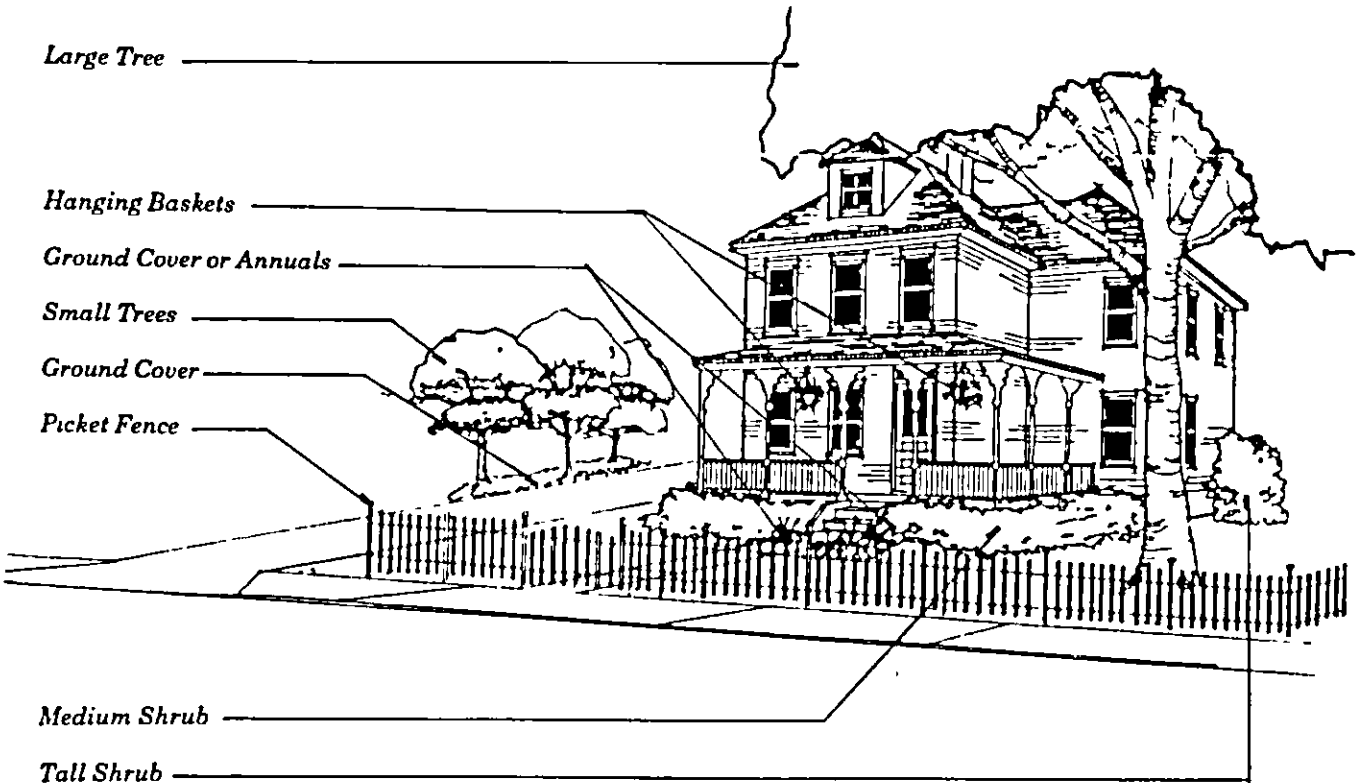 Large Tree
Hanging Baskets
Ground Cover or Annuals
Small Trees
Ground Cover
Picket Fence
Medium Shrub
Tall Shrub